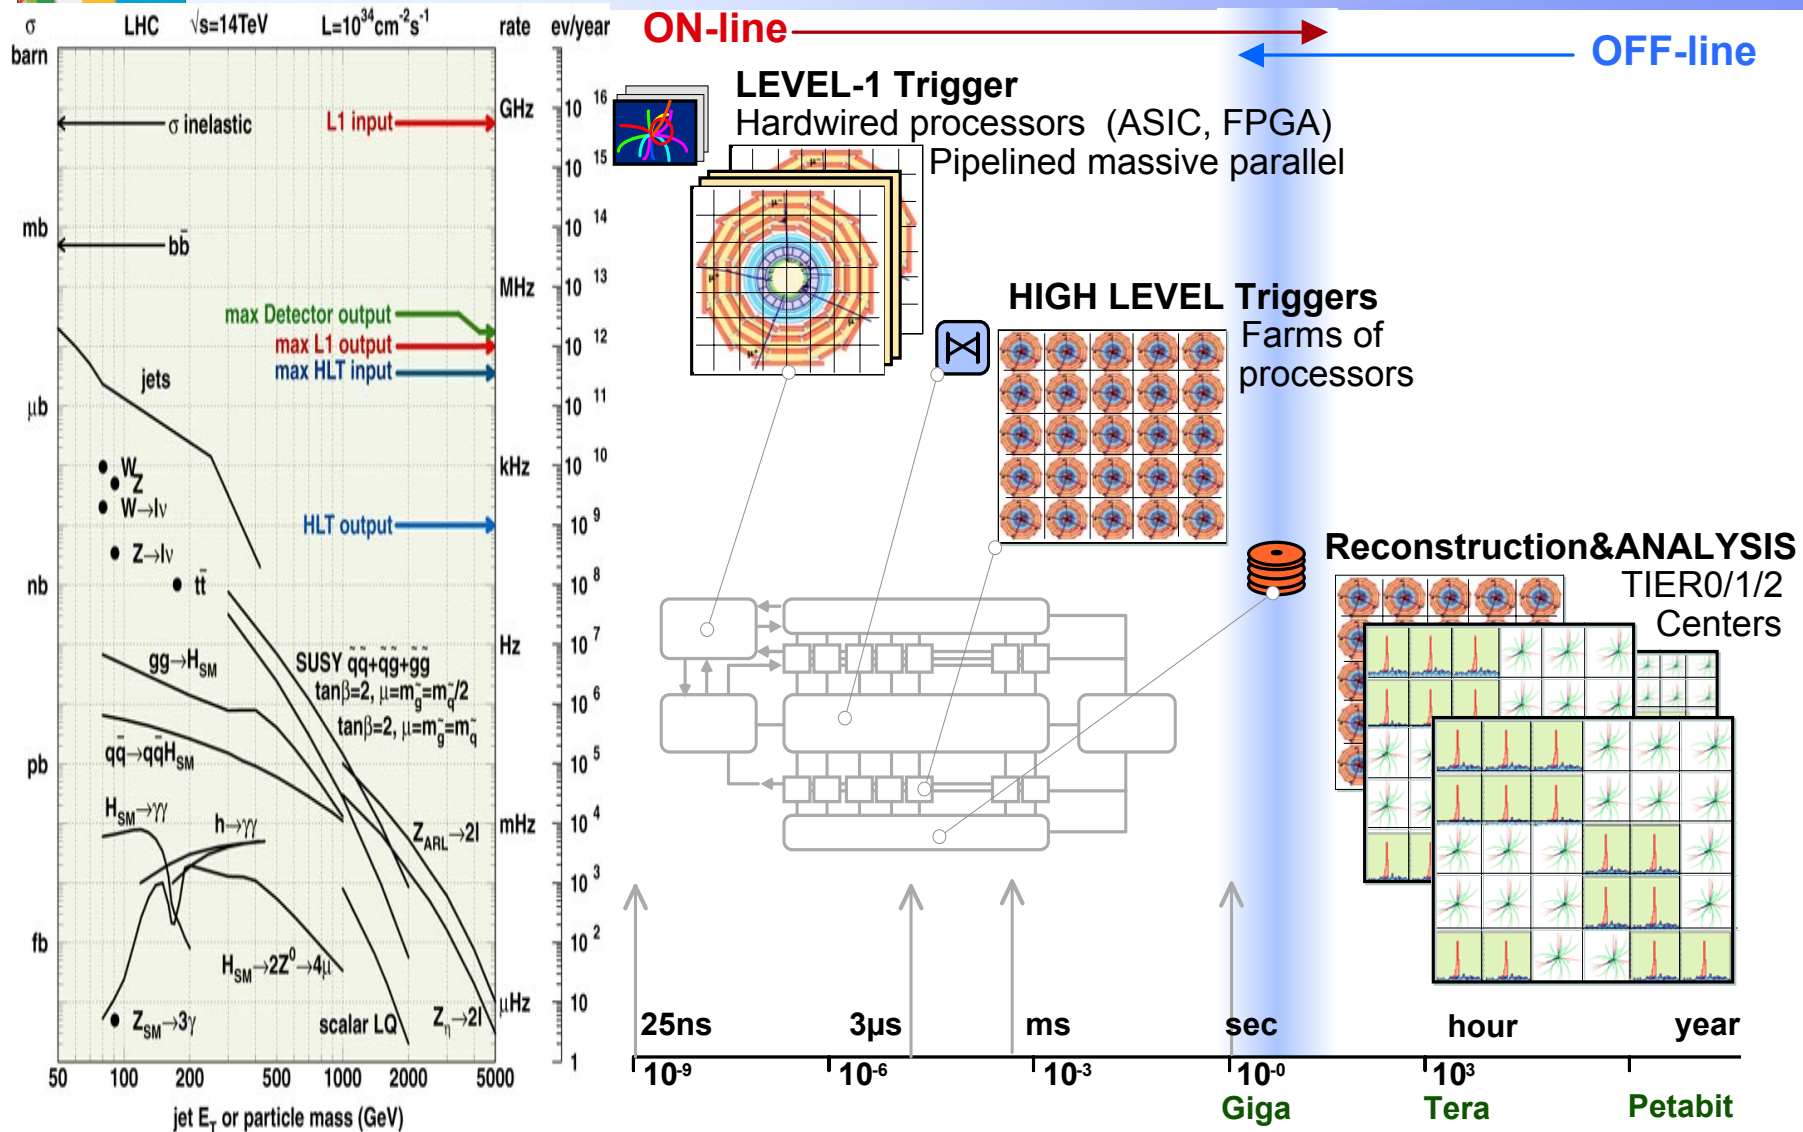 σ LHC √s=14TeV L=10³⁴cm⁻²s⁻¹ rate ev/year
barn
mb
μb
nb
pb
fb
σ inelastic
L1 input
bb̄
max Detector output
max L1 output
max HLT input
jets
W
Z
W→lν
Z→lν
HLT output
tt̄
gg→H_SM
SUSY q̃q̃+q̃g̃+g̃g̃
tanβ=2, μ=m_g̃=m_q̃/2
tanβ=2, μ=m_g̃=m_q̃
qq̄→qq̄H_SM
H_SM→γγ
h→γγ
Z_ARL→2l
H_SM→2Z⁰→4μ
Z_SM→3γ
scalar LQ
Z_η→2l
GHz
MHz
kHz
Hz
mHz
μHz
10¹⁶
10¹⁵
10¹⁴
10¹³
10¹²
10¹¹
10¹⁰
10⁹
10⁸
10⁷
10⁶
10⁵
10⁴
10³
10²
10
1
50 100 200 500 1000 2000 5000
jet E_T or particle mass (GeV)
ON-line
OFF-line
LEVEL-1 Trigger
Hardwired processors (ASIC, FPGA)
Pipelined massive parallel
μ⁻
μ⁻
μ⁺
μ⁻
μ⁺
HIGH LEVEL Triggers
Farms of
processors
Reconstruction&ANALYSIS
TIER0/1/2
Centers
25ns 3μs ms sec hour year
10⁻⁹ 10⁻⁶ 10⁻³ 10⁻⁰ 10³
Giga Tera Petabit